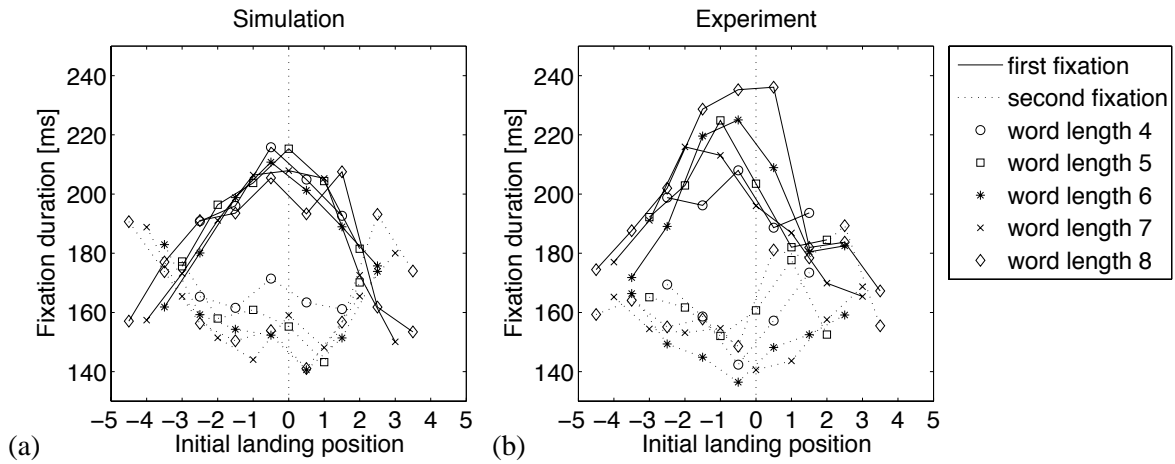 Simulation
Fixation duration [ms]
240
220
200
180
160
140
−5 −4 −3 −2 −1 0 1 2 3 4 5
Initial landing position
(a)
Experiment
Fixation duration [ms]
240
220
200
180
160
140
−5 −4 −3 −2 −1 0 1 2 3 4 5
Initial landing position
(b)
first fixation
second fixation
word length 4
word length 5
word length 6
word length 7
word length 8